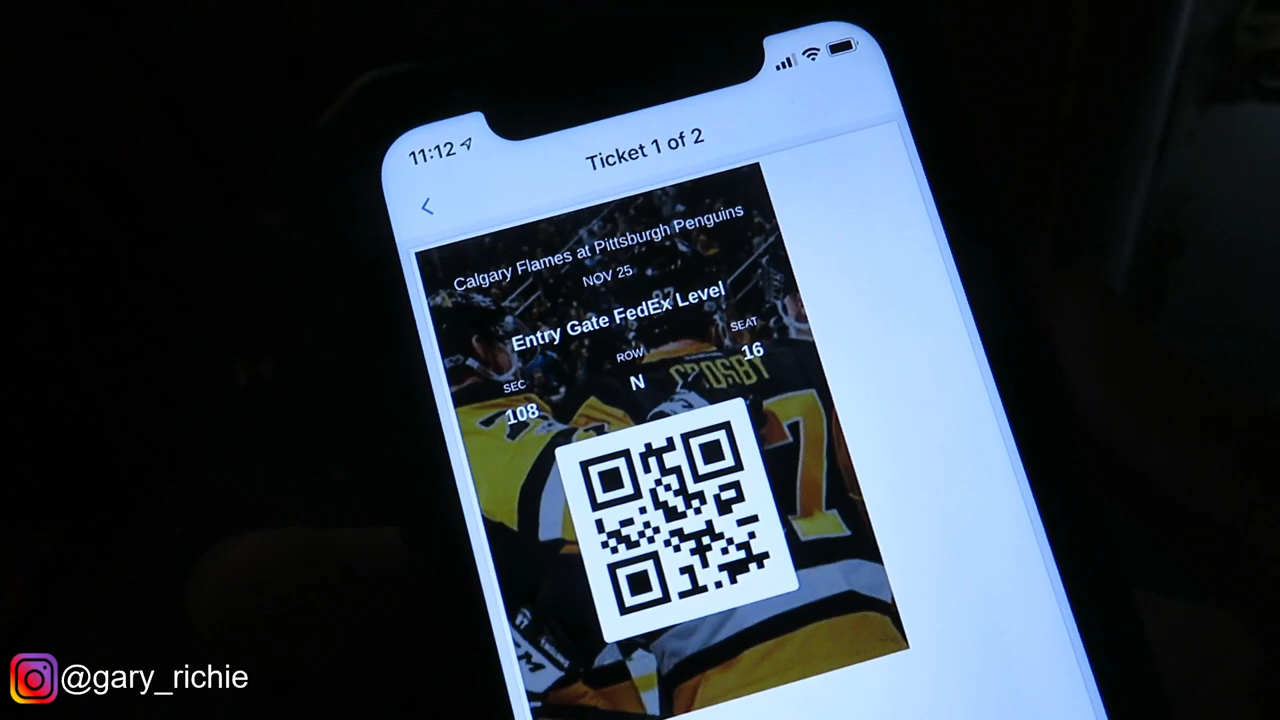 11:12
Ticket 1 of 2
Calgary Flames at Pittsburgh Penguins
NOV 25
Entry Gate FedEx Level
SEC
ROW
SEAT
108
N
16
CROSBY
7
@gary_richie